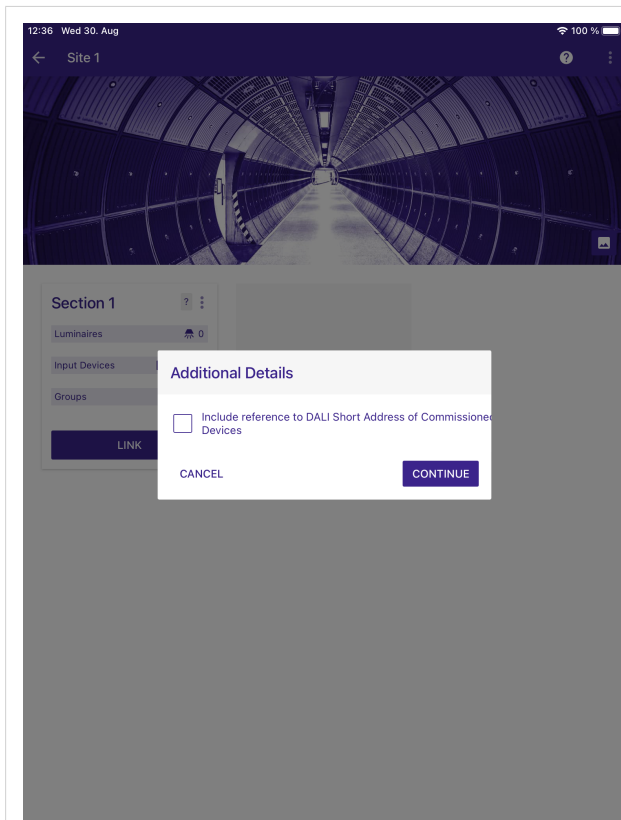 12:36 Wed 30. Aug
100 %
Site 1
?
Section 1
?
Luminaires
0
Input Devices
Groups
LINK
Additional Details
Include reference to DALI Short Address of Commissioned
Devices
CANCEL
CONTINUE